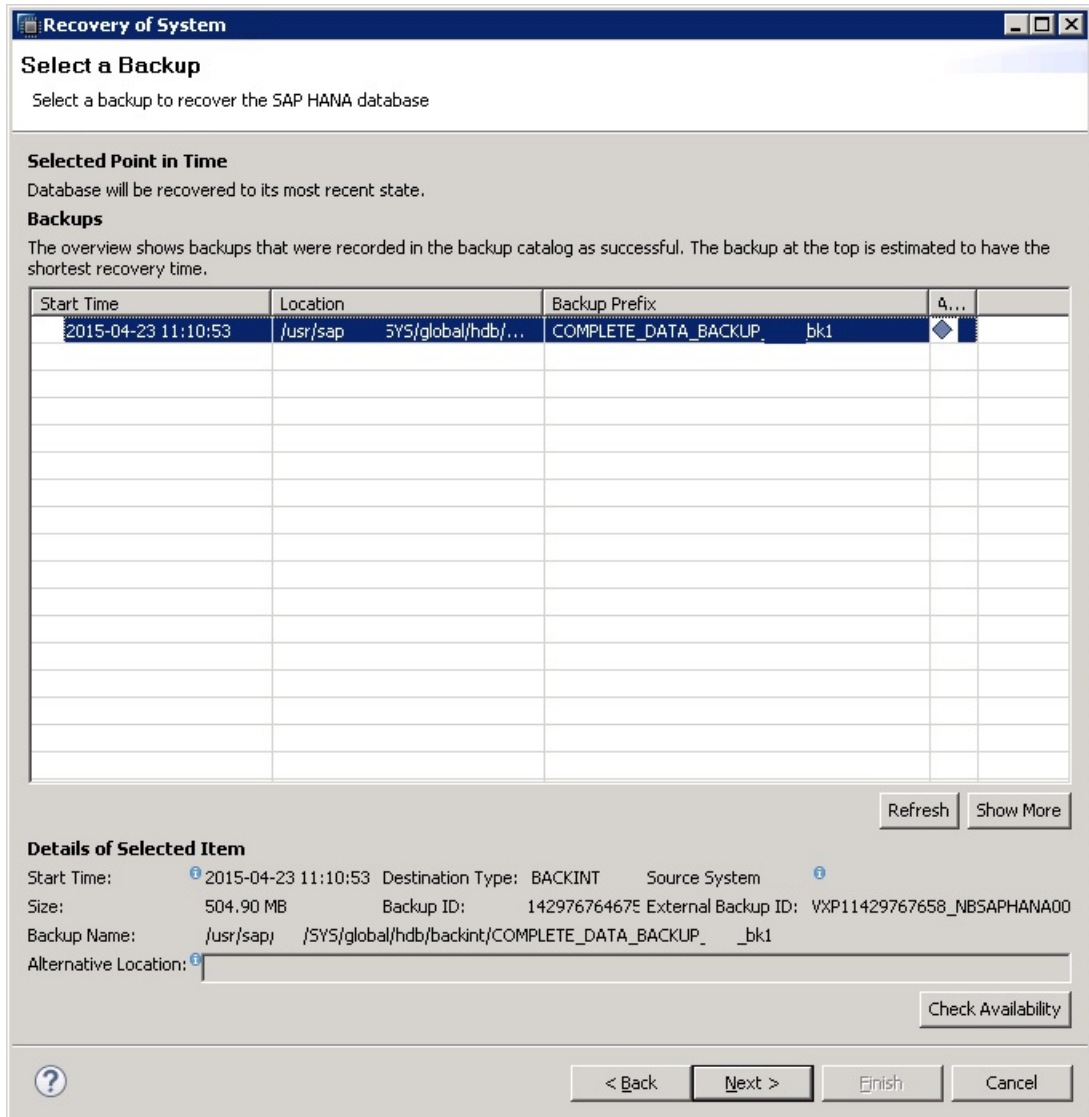 Recovery of System
Select a Backup
Select a backup to recover the SAP HANA database
Selected Point in Time
Database will be recovered to its most recent state.
Backups
The overview shows backups that were recorded in the backup catalog as successful. The backup at the top is estimated to have the
shortest recovery time.
Start Time Location Backup Prefix A...
2015-04-23 11:10:53 /usr/sap SYS/global/hdb/... COMPLETE_DATA_BACKUP_ _bk1
Refresh Show More
Details of Selected Item
Start Time: 2015-04-23 11:10:53 Destination Type: BACKINT Source System
Size: 504.90 MB Backup ID: 142976764675 External Backup ID: VXP11429767658_NBSAPHANA00
Backup Name: /usr/sap/ /SYS/global/hdb/backint/COMPLETE_DATA_BACKUP_ _bk1
Alternative Location:
Check Availability
? < Back Next > Finish Cancel